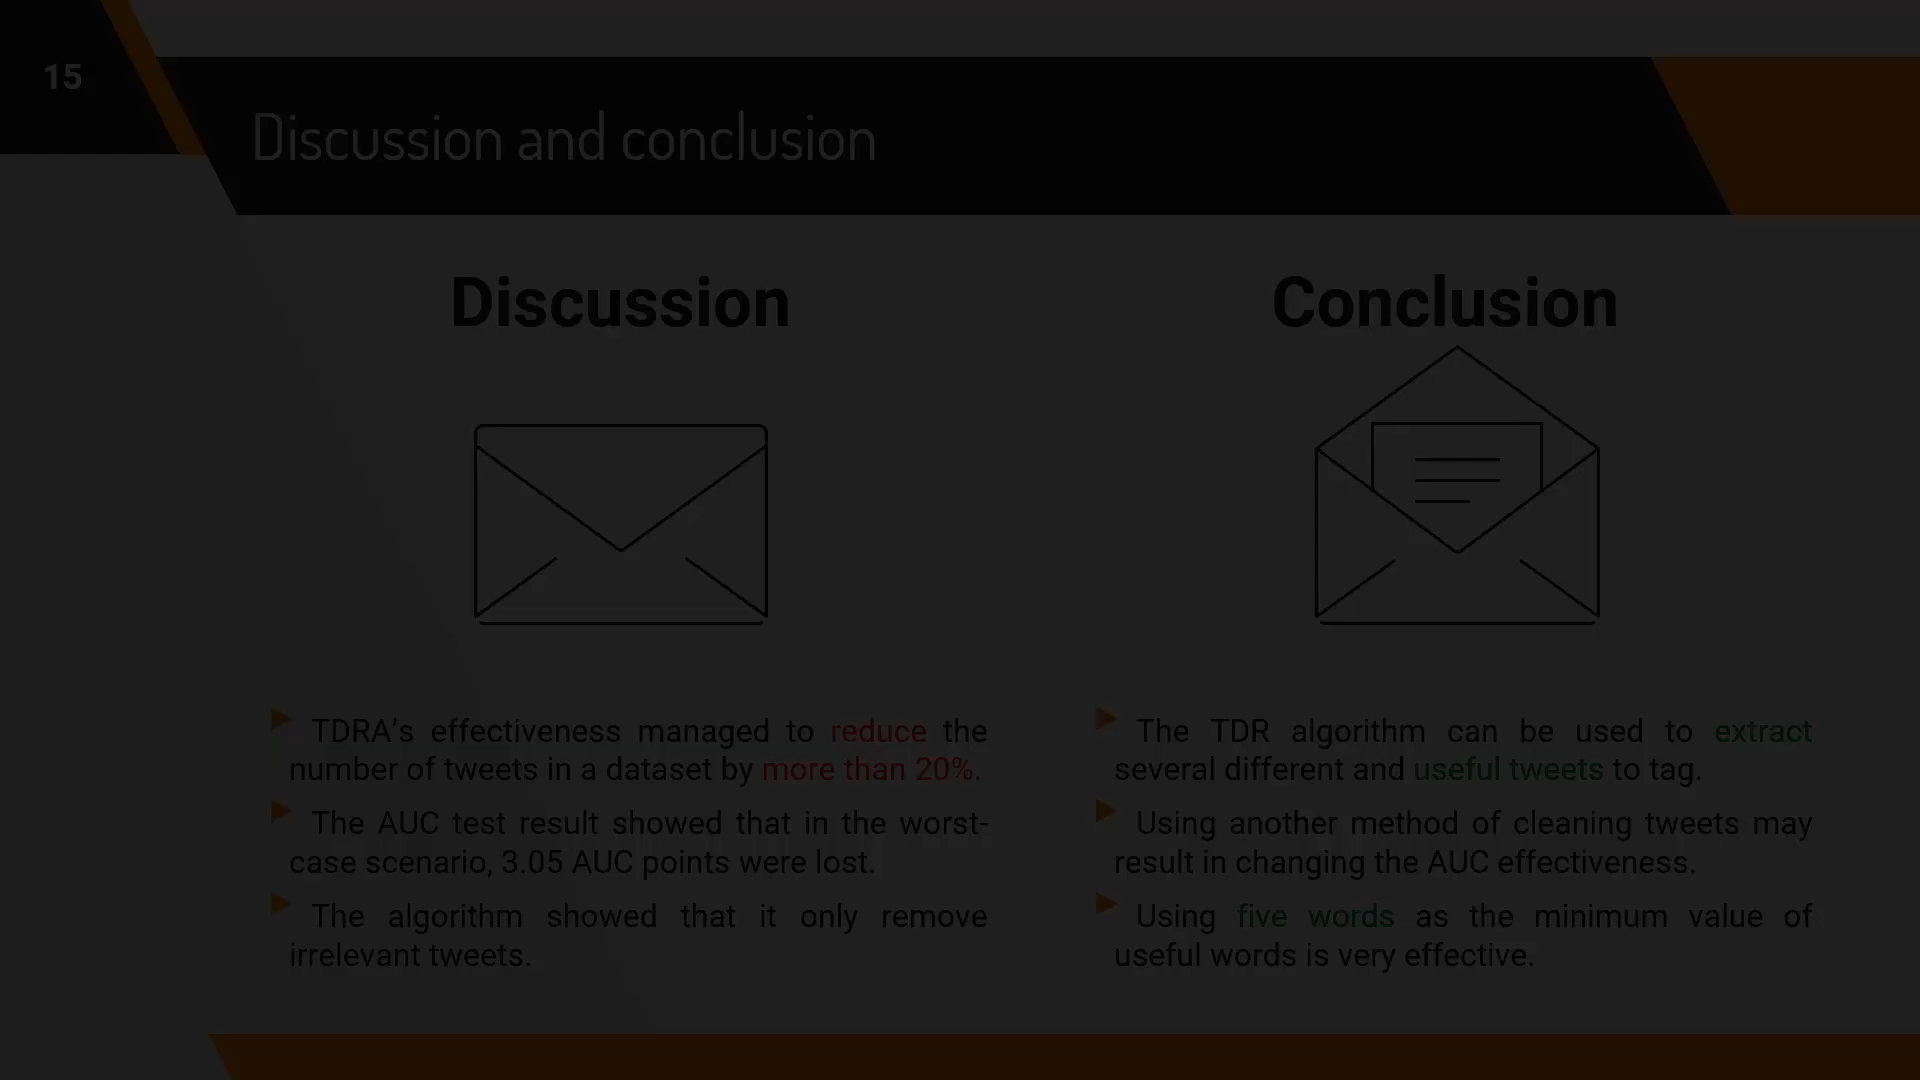 15
Discussion and conclusion
Discussion
TDRA's effectiveness managed to reduce the
number of tweets in a dataset by more than 20%.
The AUC test result showed that in the worst-
case scenario, 3.05 AUC points were lost.
The algorithm showed that it only remove
irrelevant tweets.
Conclusion
The TDR algorithm can be used to extract
several different and useful tweets to tag.
Using another method of cleaning tweets may
result in changing the AUC effectiveness.
Using five words as the minimum value of
useful words is very effective.